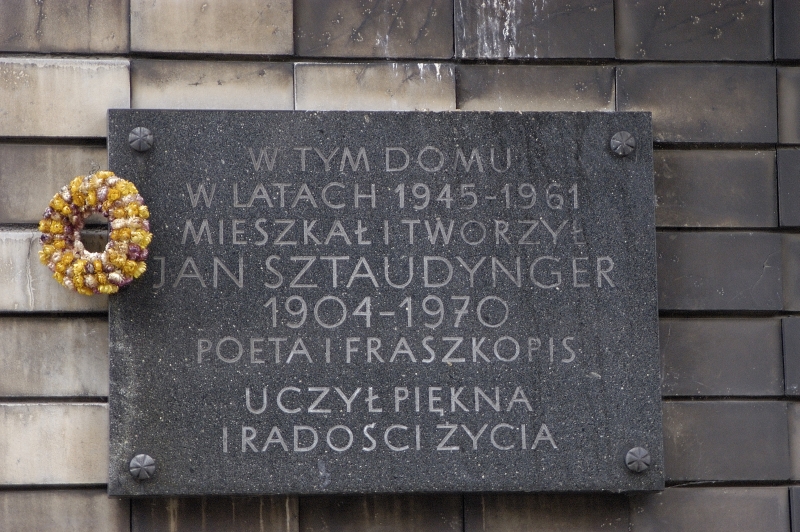 W TYM DOMU
W LATACH 1945-1961
MIESZKAŁ I TWORZYŁ
JAN SZTAUDYNGER
1904-1970
POETA I FRASZKOPIS
UCZYŁ PIĘKNA
I RADOŚCI ŻYCIA